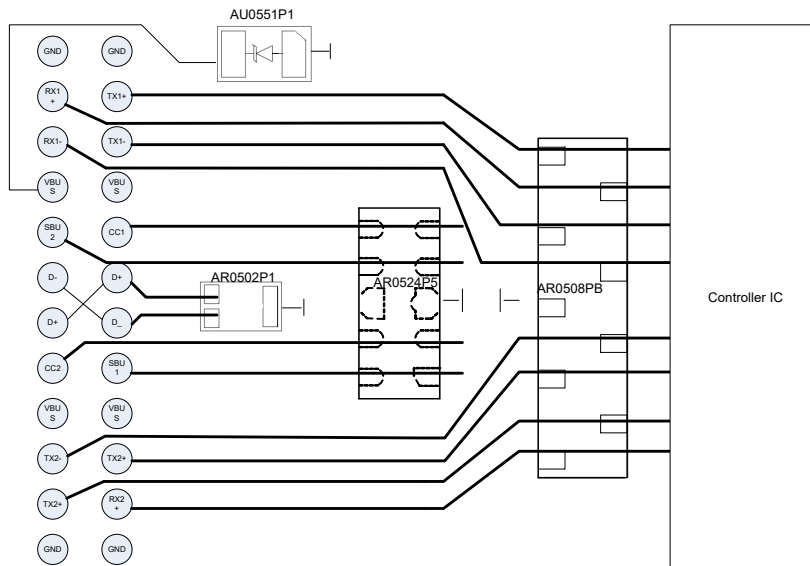 AU0551P1
GND
GND
RX1
+
TX1+
RX1-
TX1-
VBU
S
VBU
S
SBU
2
CC1
D-
D+
AR0502P1
AR0524P5
AR0508PB
Controller IC
D+
D_
CC2
SBU
1
VBU
S
VBU
S
TX2-
TX2+
TX2+
RX2
+
GND
GND